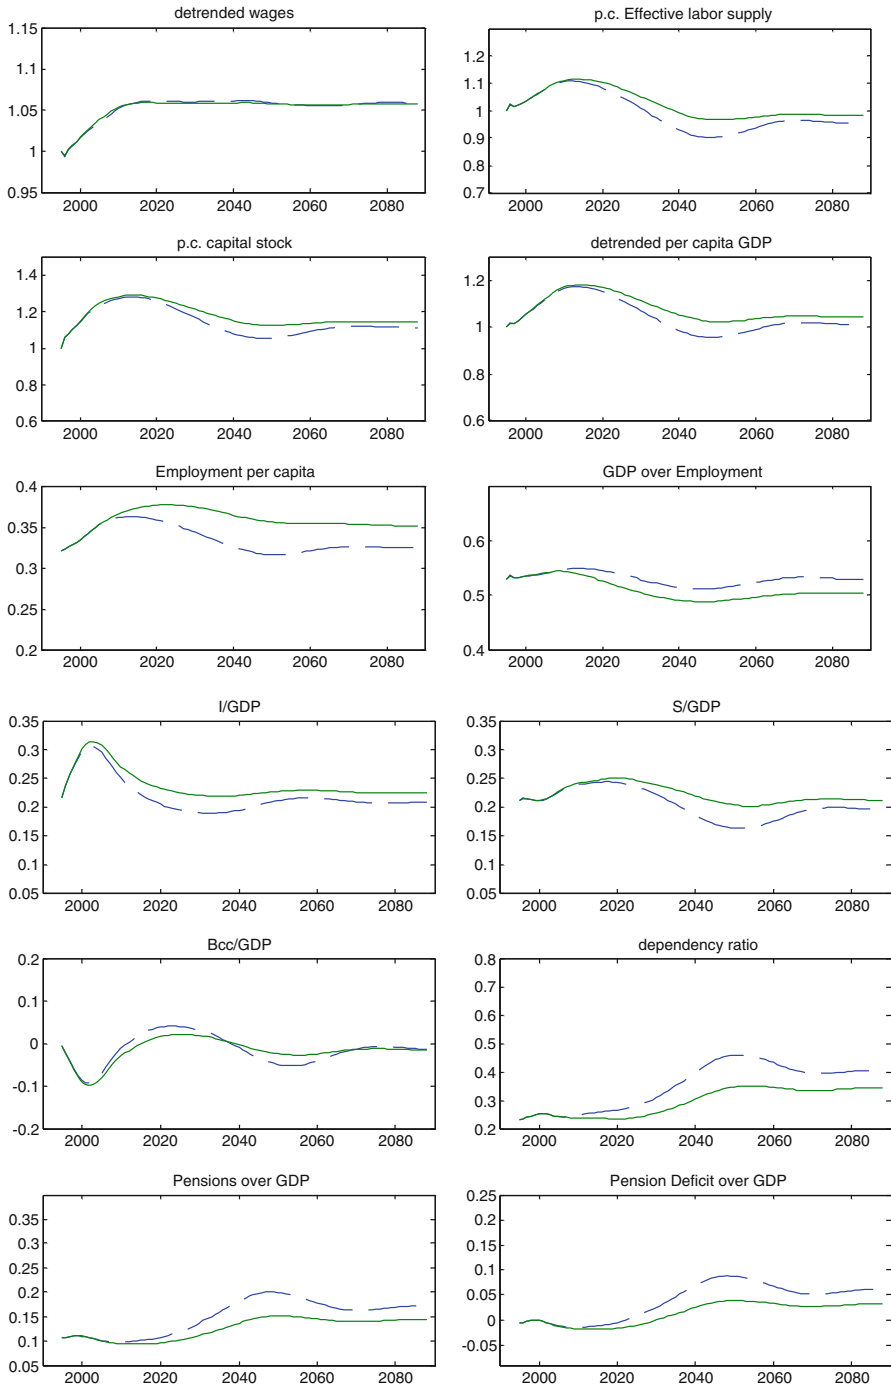 detrended wages
1.15
1.1
1.05
1
0.95
2000 2020 2040 2060 2080
p.c. Effective labor supply
1.2
1.1
1
0.9
0.8
0.7
2000 2020 2040 2060 2080
p.c. capital stock
1.4
1.2
1
0.8
0.6
2000 2020 2040 2060 2080
detrended per capita GDP
1.2
1
0.8
0.6
2000 2020 2040 2060 2080
Employment per capita
0.4
0.35
0.3
0.25
0.2
2000 2020 2040 2060 2080
GDP over Employment
0.6
0.5
0.4
2000 2020 2040 2060 2080
I/GDP
0.35
0.3
0.25
0.2
0.15
0.1
0.05
2000 2020 2040 2060 2080
S/GDP
0.35
0.3
0.25
0.2
0.15
0.1
0.05
2000 2020 2040 2060 2080
Bcc/GDP
0.2
0.1
0
-0.1
-0.2
2000 2020 2040 2060 2080
dependency ratio
0.8
0.7
0.6
0.5
0.4
0.3
0.2
2000 2020 2040 2060 2080
Pensions over GDP
0.35
0.3
0.25
0.2
0.15
0.1
0.05
2000 2020 2040 2060 2080
Pension Deficit over GDP
0.25
0.2
0.15
0.1
0.05
0
-0.05
2000 2020 2040 2060 2080